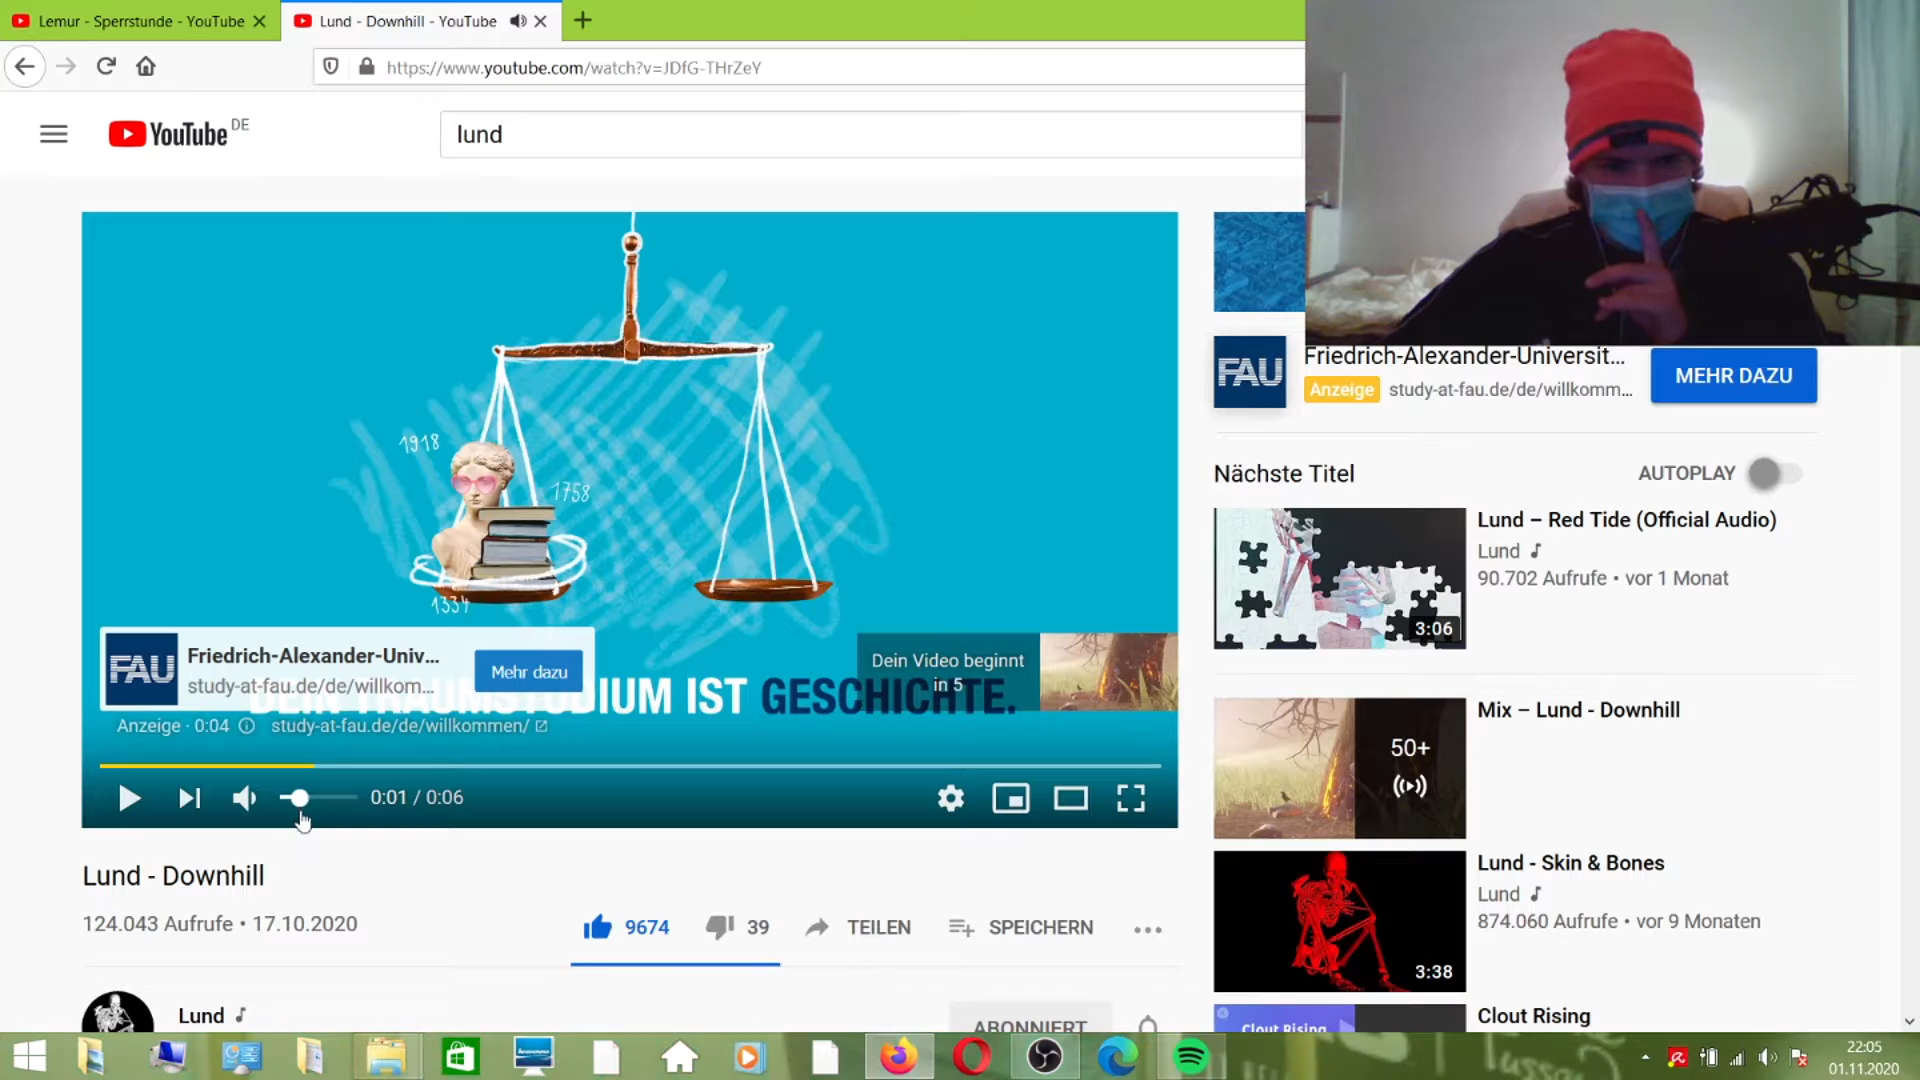 Lemur - Sperrstunde - YouTube
Lund - Downhill - YouTube
https://www.youtube.com/watch?v=JDfG-THrZeY
YouTube DE
lund
1918
1758
1334
DEIN TRAUMSTUDIUM IST GESCHICHTE.
FAU
Friedrich-Alexander-Univ...
study-at-fau.de/de/willkom...
Mehr dazu
Dein Video beginnt
in 5
Anzeige · 0:04
study-at-fau.de/de/willkommen/
0:01 / 0:06
Lund - Downhill
124.043 Aufrufe • 17.10.2020
9674
39
TEILEN
SPEICHERN
Lund
ABONNIERT
FAU
Friedrich-Alexander-Universit...
Anzeige
study-at-fau.de/de/willkomm...
MEHR DAZU
Nächste Titel
AUTOPLAY
3:06
Lund – Red Tide (Official Audio)
Lund
90.702 Aufrufe • vor 1 Monat
50+
Mix – Lund - Downhill
3:38
Lund - Skin & Bones
Lund
874.060 Aufrufe • vor 9 Monaten
Clout Rising
Clout Rising
lenovo
22:05
01.11.2020